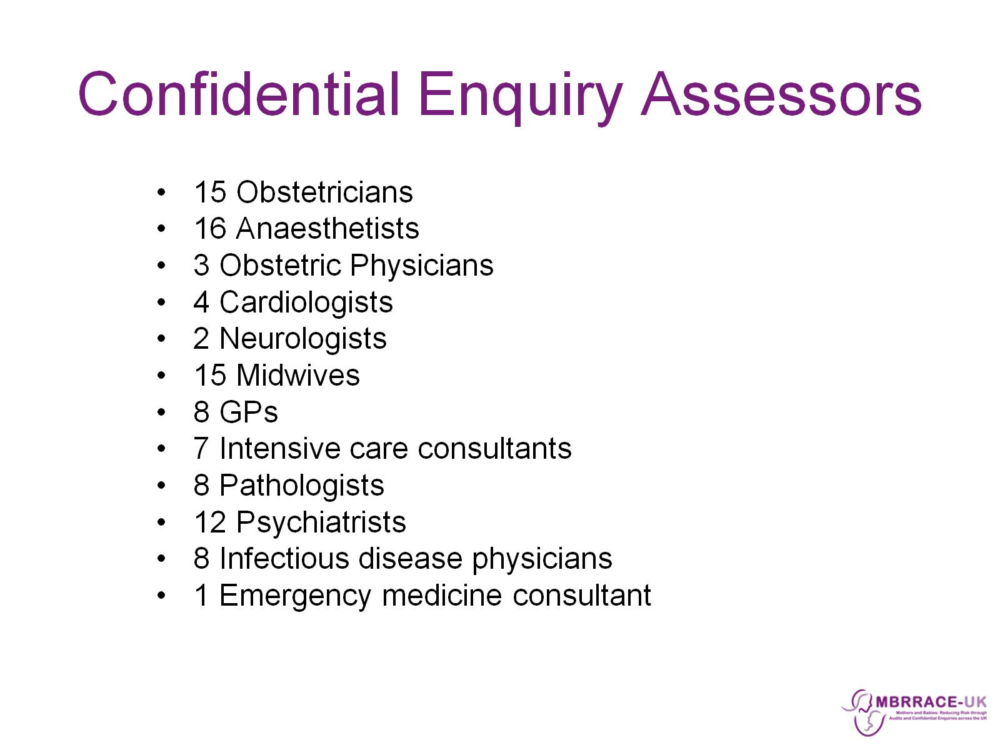 Confidential Enquiry Assessors
• 15 Obstetricians
• 16 Anaesthetists
• 3 Obstetric Physicians
• 4 Cardiologists
• 2 Neurologists
• 15 Midwives
• 8 GPs
• 7 Intensive care consultants
• 8 Pathologists
• 12 Psychiatrists
• 8 Infectious disease physicians
• 1 Emergency medicine consultant
MBRRACE-UK
Mothers and Babies: Reducing Risk through
Audits and Confidential Enquiries across the UK